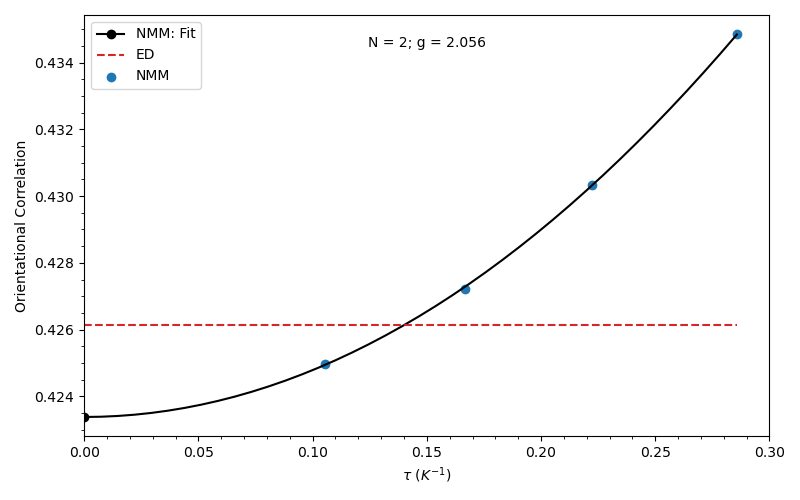 NMM: Fit
ED
NMM
N = 2; g = 2.056
Orientational Correlation
0.434
0.432
0.430
0.428
0.426
0.424
0.00 0.05 0.10 0.15 0.20 0.25 0.30
τ (K⁻¹)